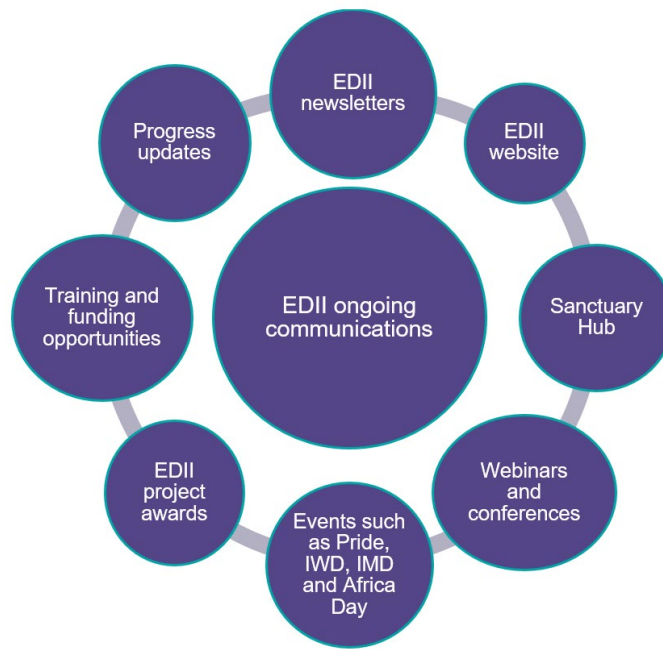 EDII
newsletters
EDII
website
Sanctuary
Hub
Webinars
and
conferences
Events such
as Pride,
IWD, IMD
and Africa
Day
EDII
project
awards
Training and
funding
opportunities
Progress
updates
EDII ongoing
communications